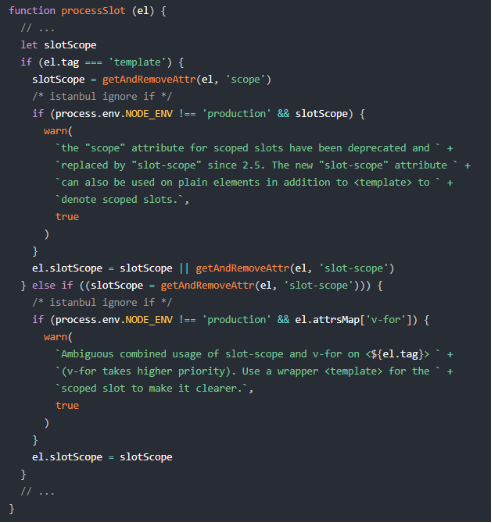 function processSlot (el) {
  // ...
  let slotScope
  if (el.tag === 'template') {
    slotScope = getAndRemoveAttr(el, 'scope')
    /* istanbul ignore if */
    if (process.env.NODE_ENV !== 'production' && slotScope) {
      warn(
        `the "scope" attribute for scoped slots have been deprecated and ` +
        `replaced by "slot-scope" since 2.5. The new "slot-scope" attribute ` +
        `can also be used on plain elements in addition to <template> to ` +
        `denote scoped slots.`,
        true
      )
    }
    el.slotScope = slotScope || getAndRemoveAttr(el, 'slot-scope')
  } else if ((slotScope = getAndRemoveAttr(el, 'slot-scope'))) {
    /* istanbul ignore if */
    if (process.env.NODE_ENV !== 'production' && el.attrsMap['v-for']) {
      warn(
        `Ambiguous combined usage of slot-scope and v-for on <${el.tag}> ` +
        `(v-for takes higher priority). Use a wrapper <template> for the ` +
        `scoped slot to make it clearer.`,
        true
      )
    }
    el.slotScope = slotScope
  }
  // ...
}